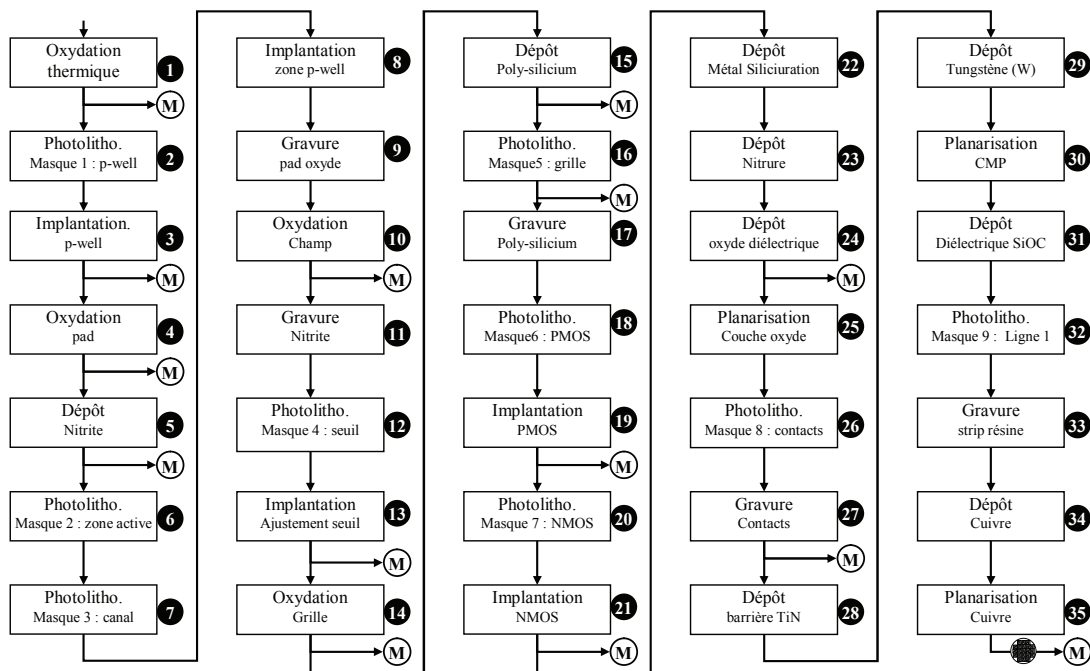 Oxydation
thermique
1
M
Photolitho.
Masque 1 : p-well
2
Implantation.
p-well
3
M
Oxydation
pad
4
M
Dépôt
Nitrite
5
M
Photolitho.
Masque 2 : zone active
6
Photolitho.
Masque 3 : canal
7
Implantation
zone p-well
8
Gravure
pad oxyde
9
Oxydation
Champ
10
M
Gravure
Nitrite
11
Photolitho.
Masque 4 : seuil
12
Implantation
Ajustement seuil
13
M
Oxydation
Grille
14
M
Dépôt
Poly-silicium
15
M
Photolitho.
Masque5 : grille
16
M
Gravure
Poly-silicium
17
Photolitho.
Masque6 : PMOS
18
Implantation
PMOS
19
M
Photolitho.
Masque 7 : NMOS
20
Implantation
NMOS
21
M
Dépôt
Métal Siliciuration
22
Dépôt
Nitrure
23
Dépôt
oxyde diélectrique
24
M
Planarisation
Couche oxyde
25
Photolitho.
Masque 8 : contacts
26
Gravure
Contacts
27
M
Dépôt
barrière TiN
28
Dépôt
Tungstène (W)
29
Planarisation
CMP
30
Dépôt
Diélectrique SiOC
31
Photolitho.
Masque 9 : Ligne 1
32
Gravure
strip résine
33
Dépôt
Cuivre
34
Planarisation
Cuivre
35
M